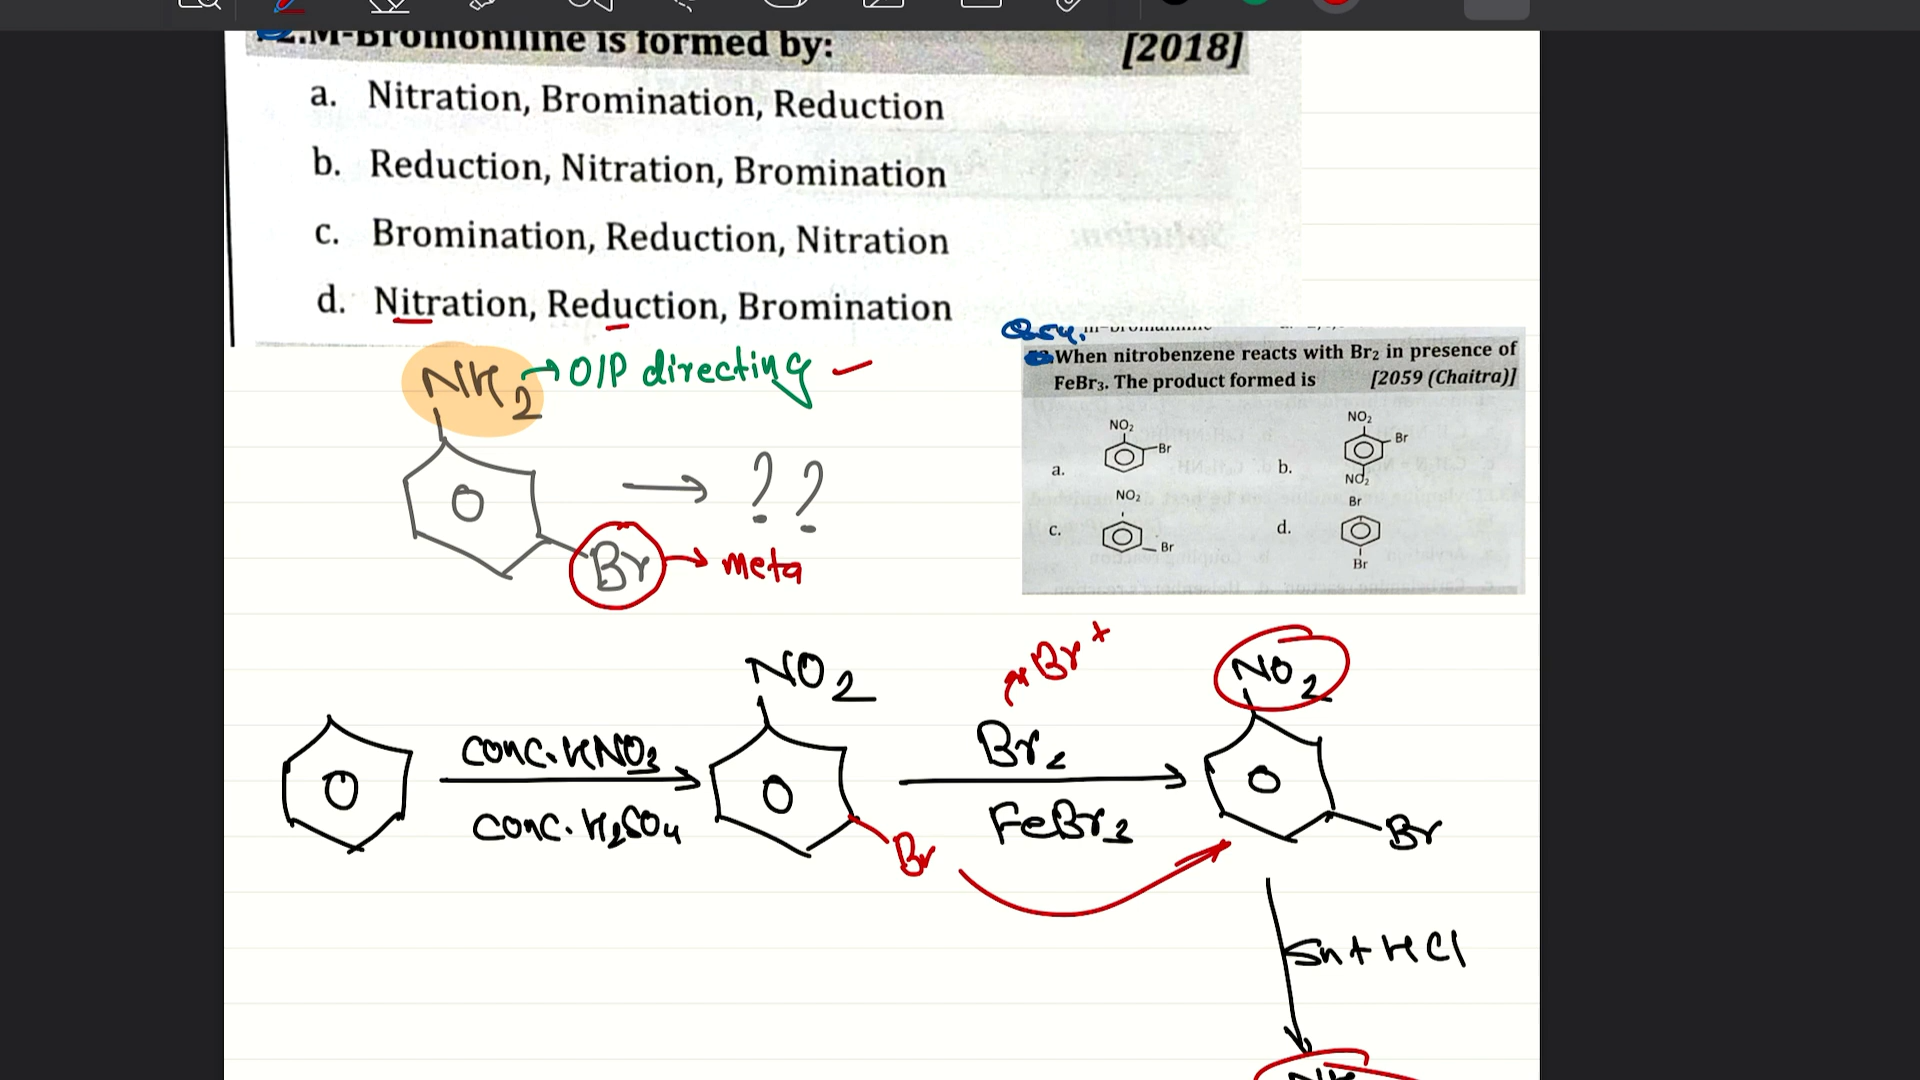 2.M-Bromoniline is formed by: [2018]
a. Nitration, Bromination, Reduction
b. Reduction, Nitration, Bromination
c. Bromination, Reduction, Nitration
d. Nitration, Reduction, Bromination
NH2 → O/P directing
→ ??
Br → meta
When nitrobenzene reacts with Br2 in presence of
FeBr3. The product formed is [2059 (Chaitra)]
a. NO2 Br
b. NO2 Br NO2
c. NO2 Br
d. Br Br
conc. HNO3
conc. H2SO4
NO2
Br
Br+
Br2
FeBr3
NO2
Br
Sn + HCl